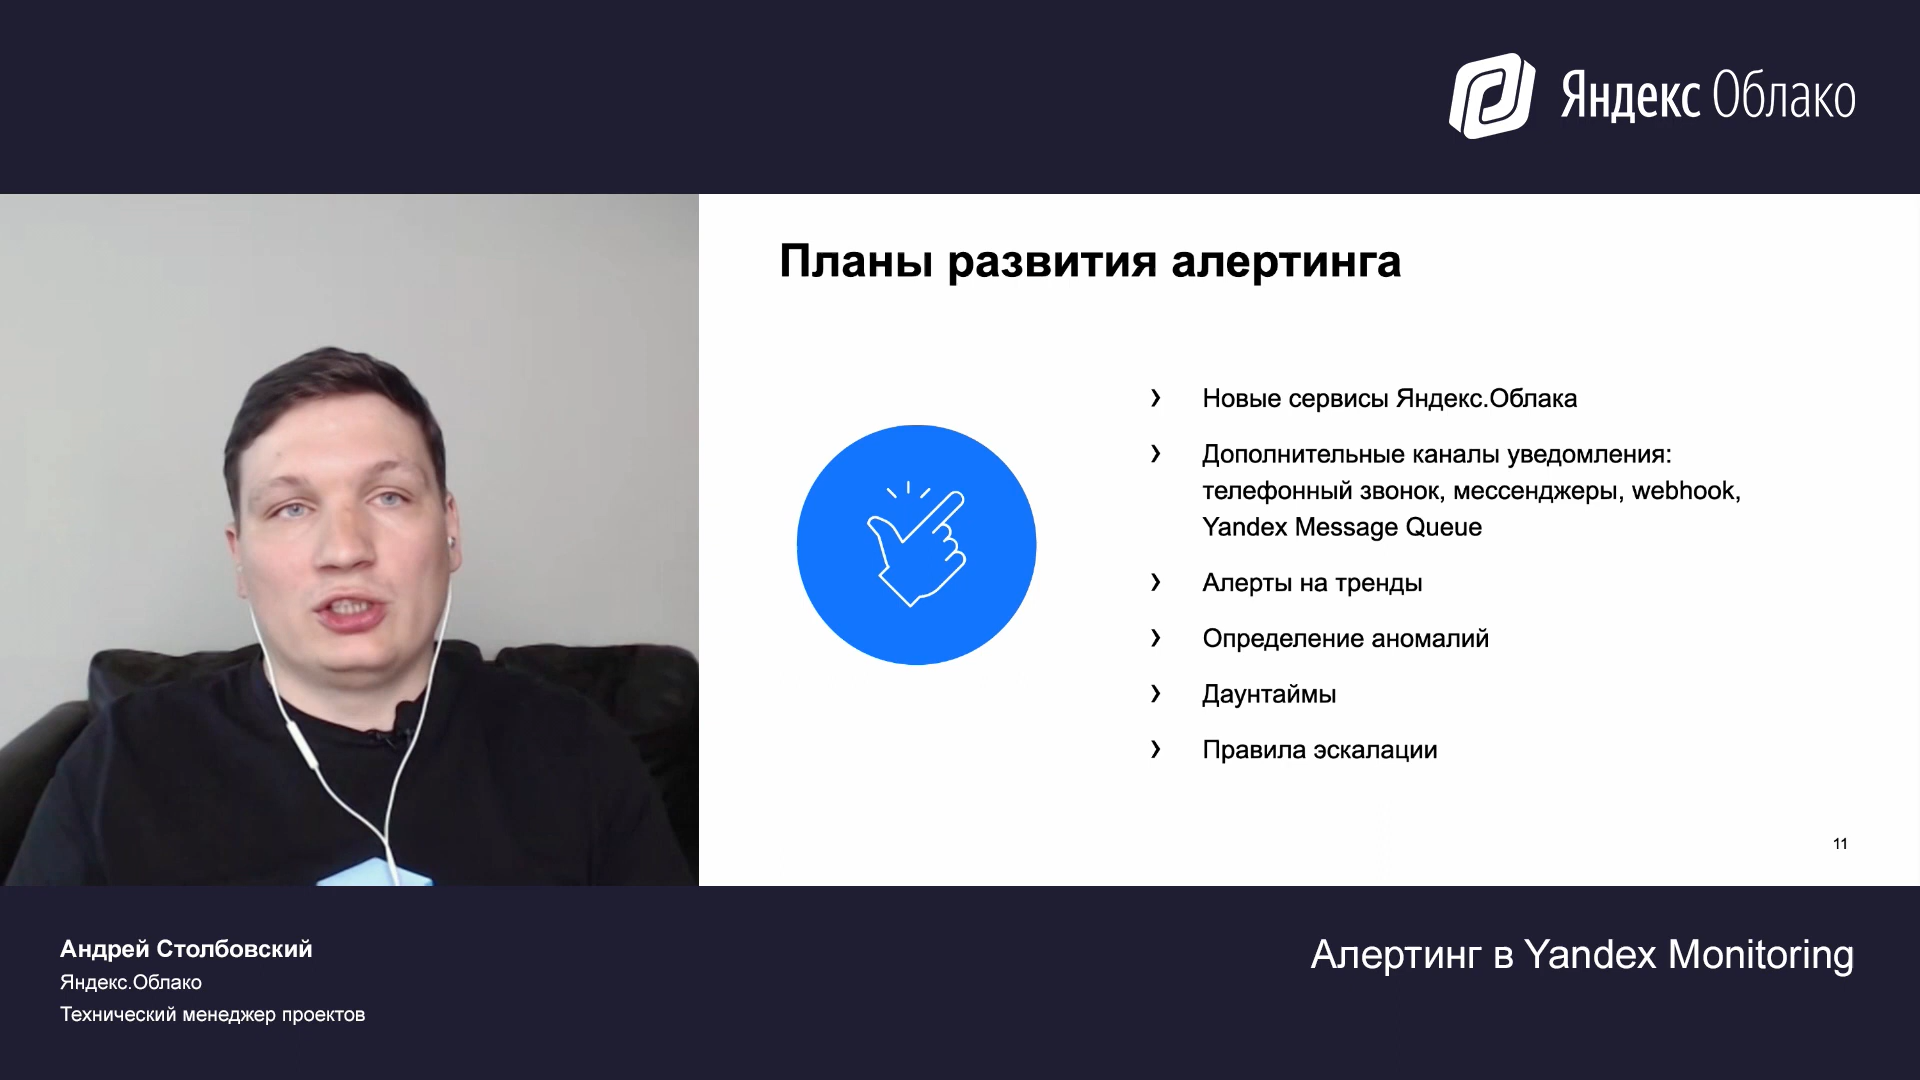 Яндекс Облако
Планы развития алертинга
Новые сервисы Яндекс.Облака
Дополнительные каналы уведомления:
телефонный звонок, мессенджеры, webhook,
Yandex Message Queue
Алерты на тренды
Определение аномалий
Даунтаймы
Правила эскалации
11
Андрей Столбовский
Яндекс.Облако
Технический менеджер проектов
Алертинг в Yandex Monitoring